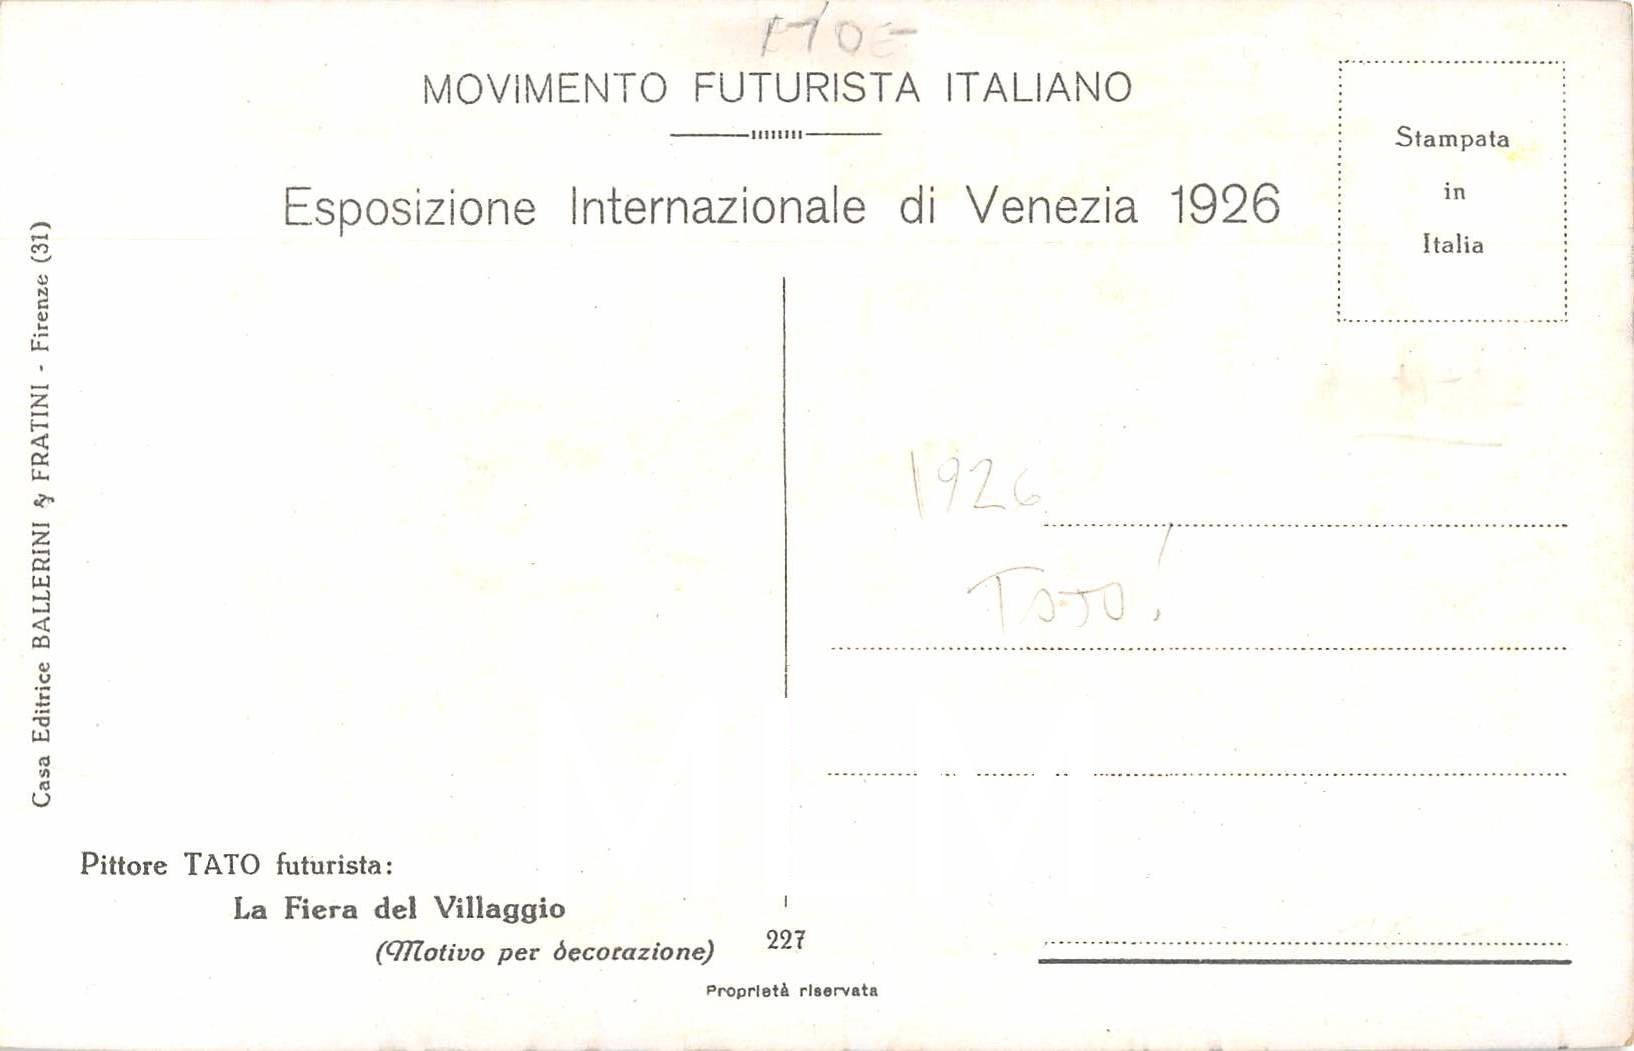 MOVIMENTO FUTURISTA ITALIANO
Esposizione Internazionale di Venezia 1926
Stampata
in
Italia
Casa Editrice BALLERINI & FRATINI - Firenze (31)
1926
Tato!
Pittore TATO futurista:
La Fiera del Villaggio
(Motivo per decorazione)
227
Proprietà riservata
MEM